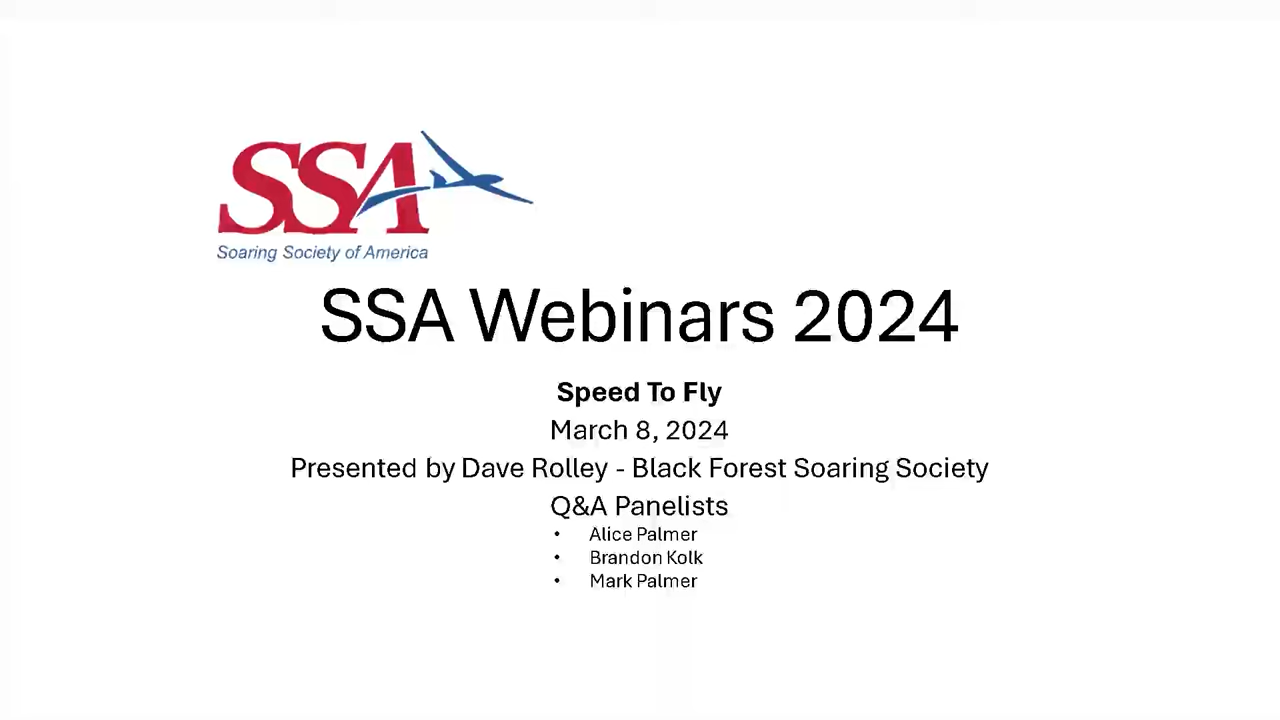 SSA
Soaring Society of America
SSA Webinars 2024
Speed To Fly
March 8, 2024
Presented by Dave Rolley - Black Forest Soaring Society
Q&A Panelists
• Alice Palmer
• Brandon Kolk
• Mark Palmer